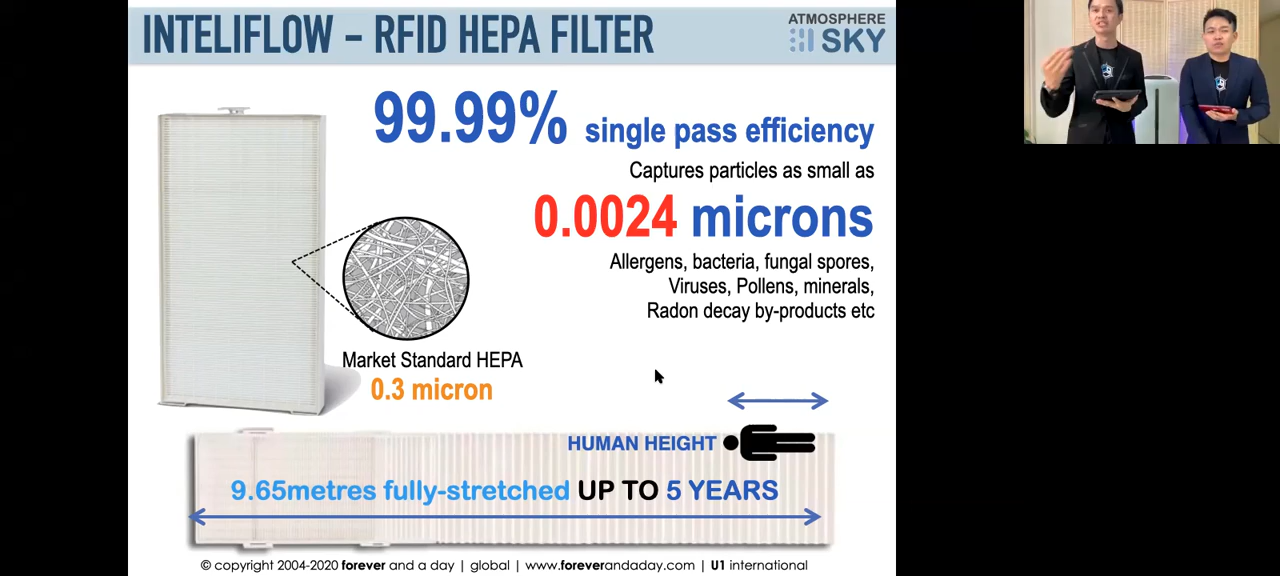 INTELIFLOW – RFID HEPA FILTER
ATMOSPHERE
SKY
99.99% single pass efficiency
Captures particles as small as
0.0024 microns
Allergens, bacteria, fungal spores,
Viruses, Pollens, minerals,
Radon decay by-products etc
Market Standard HEPA
0.3 micron
HUMAN HEIGHT
9.65metres fully-stretched UP TO 5 YEARS
© copyright 2004-2020 forever and a day | global | www.foreverandaday.com | U1 international